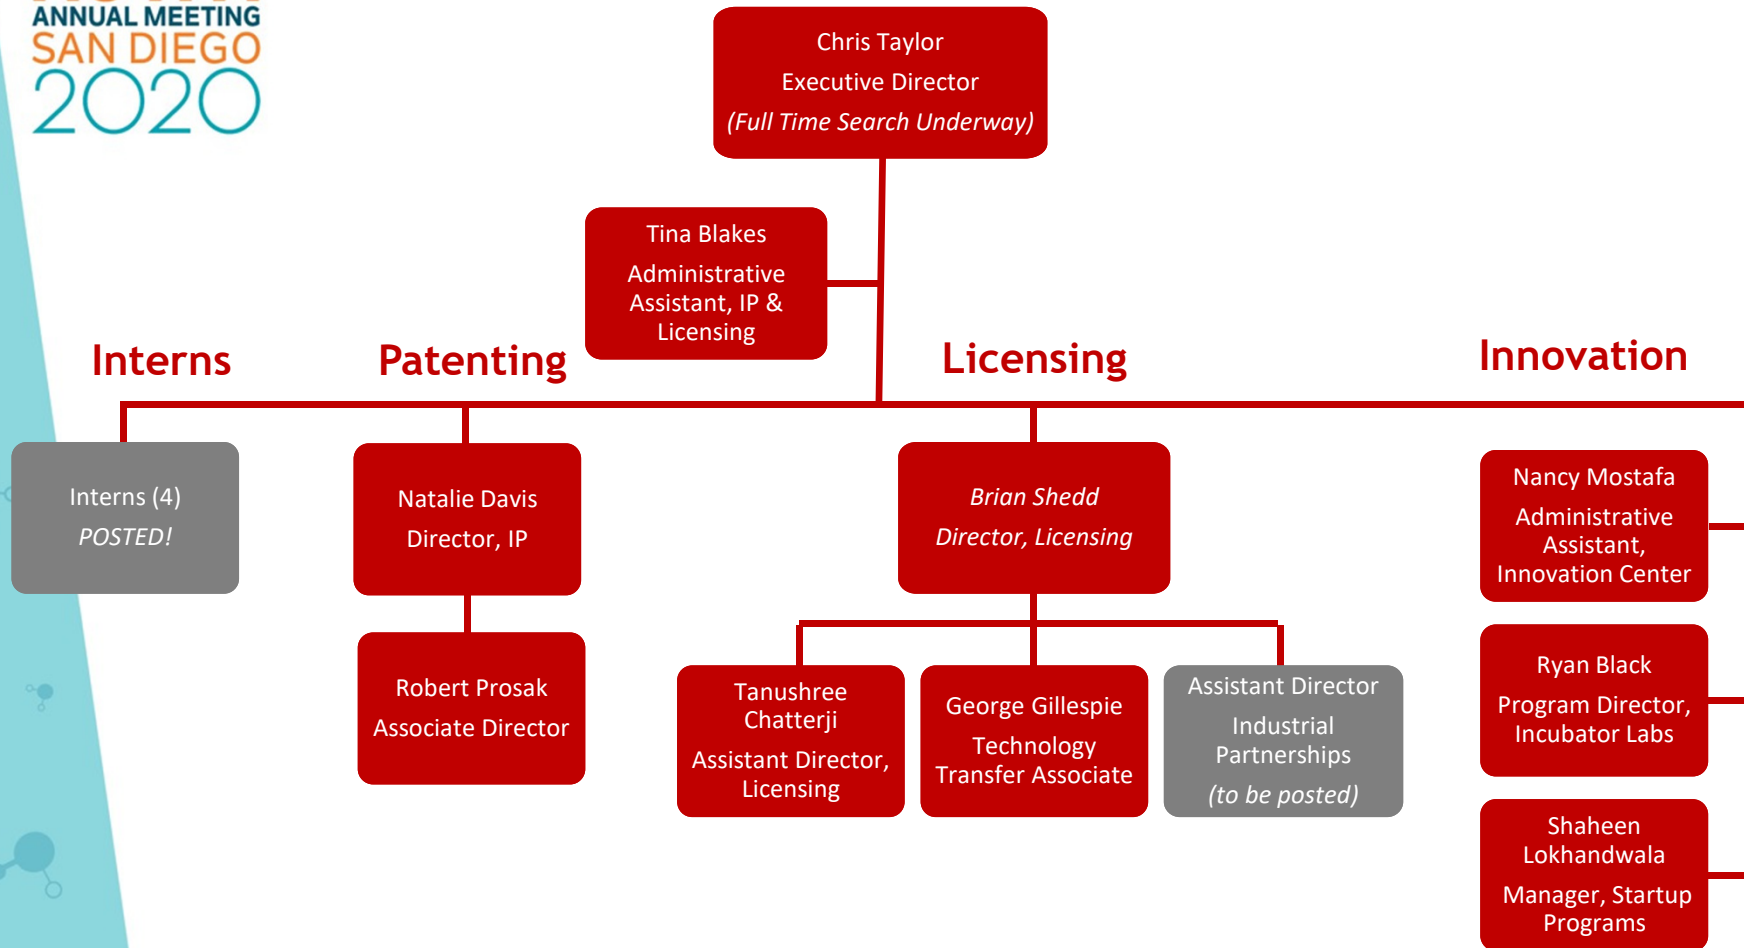 ANNUAL MEETING
SAN DIEGO
2020
Chris Taylor
Executive Director
(Full Time Search Underway)
Tina Blakes
Administrative
Assistant, IP &
Licensing
Interns
Patenting
Licensing
Innovation
Interns (4)
POSTED!
Natalie Davis
Director, IP
Robert Prosak
Associate Director
Brian Shedd
Director, Licensing
Tanushree
Chatterji
Assistant Director,
Licensing
George Gillespie
Technology
Transfer Associate
Assistant Director
Industrial
Partnerships
(to be posted)
Nancy Mostafa
Administrative
Assistant,
Innovation Center
Ryan Black
Program Director,
Incubator Labs
Shaheen
Lokhandwala
Manager, Startup
Programs